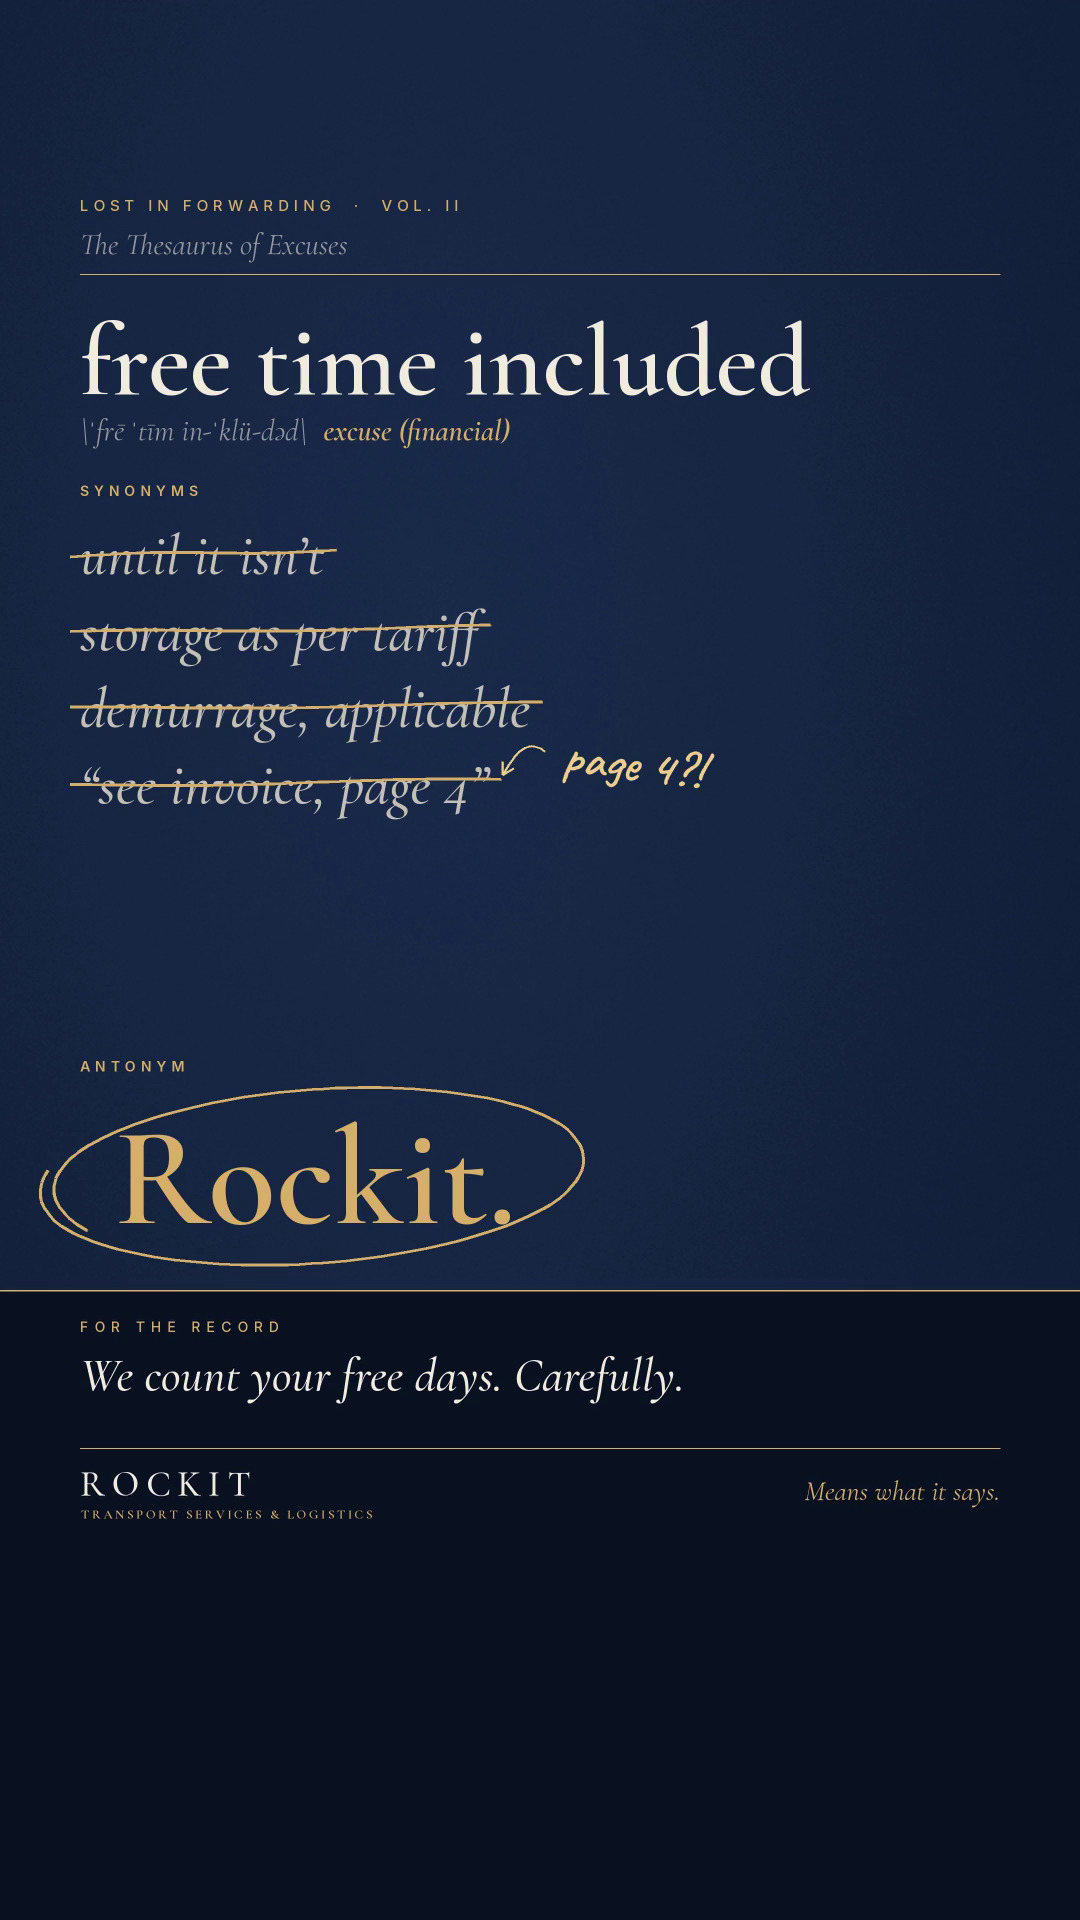 LOST IN FORWARDING · VOL. II
The Thesaurus of Excuses
free time included
\ˈfrē ˈtīm in-ˈklü-dəd\ excuse (financial)
SYNONYMS
until it isn’t
storage as per tariff
demurrage, applicable
“see invoice, page 4”
page 4?!
ANTONYM
Rockit.
FOR THE RECORD
We count your free days. Carefully.
ROCKIT
TRANSPORT SERVICES & LOGISTICS
Means what it says.